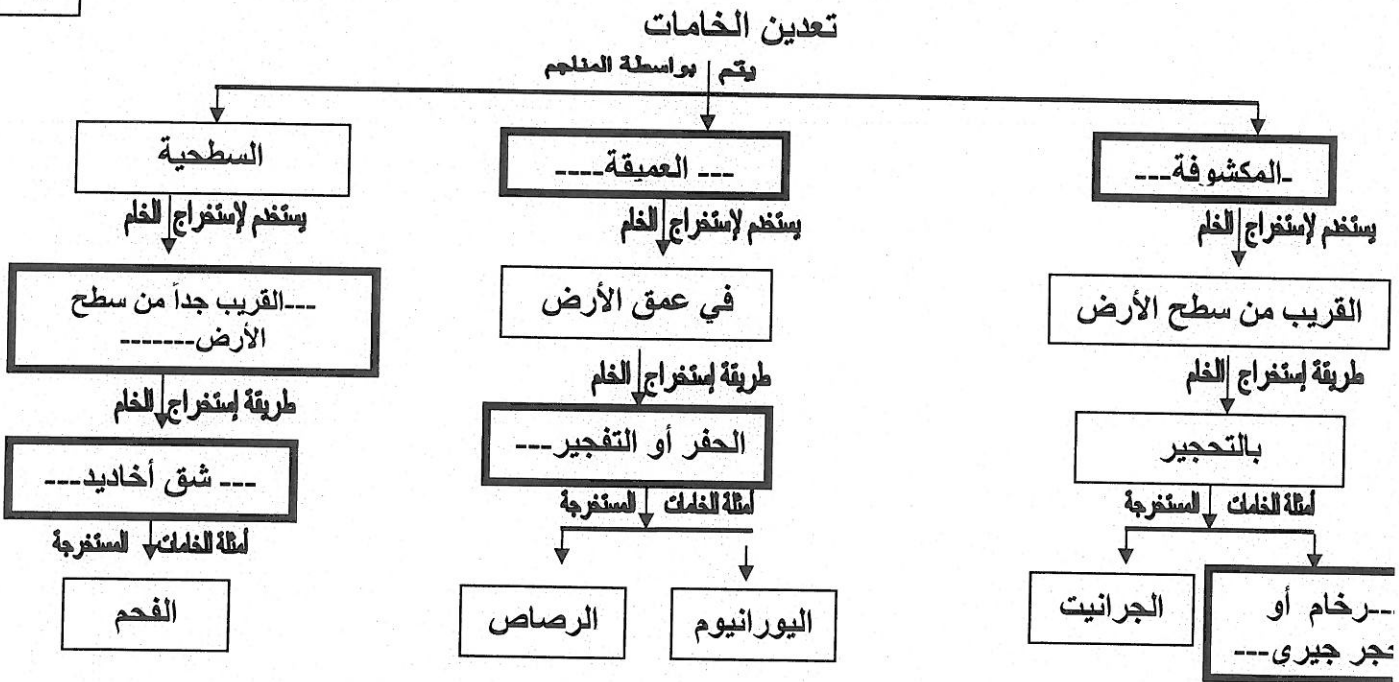 تعدين الخامات
يتم بواسطة المناجم
ـالمكشوفة---
--- العميقة----
السطحية
يستخدم لإستخراج الخام
يستخدم لإستخراج الخام
يستخدم لإستخراج الخام
القريب من سطح الأرض
في عمق الأرض
---القريب جداً من سطح
الأرض-------
طريقة إستخراج الخام
طريقة إستخراج الخام
طريقة إستخراج الخام
بالتحجير
الحفر أو التفجير---
--- شق أخاديد---
أمثلة الخامات المستخرجة
أمثلة الخامات المستخرجة
أمثلة الخامات المستخرجة
---رخام أو
حجر جيرى---
الجرانيت
اليورانيوم
الرصاص
الفحم